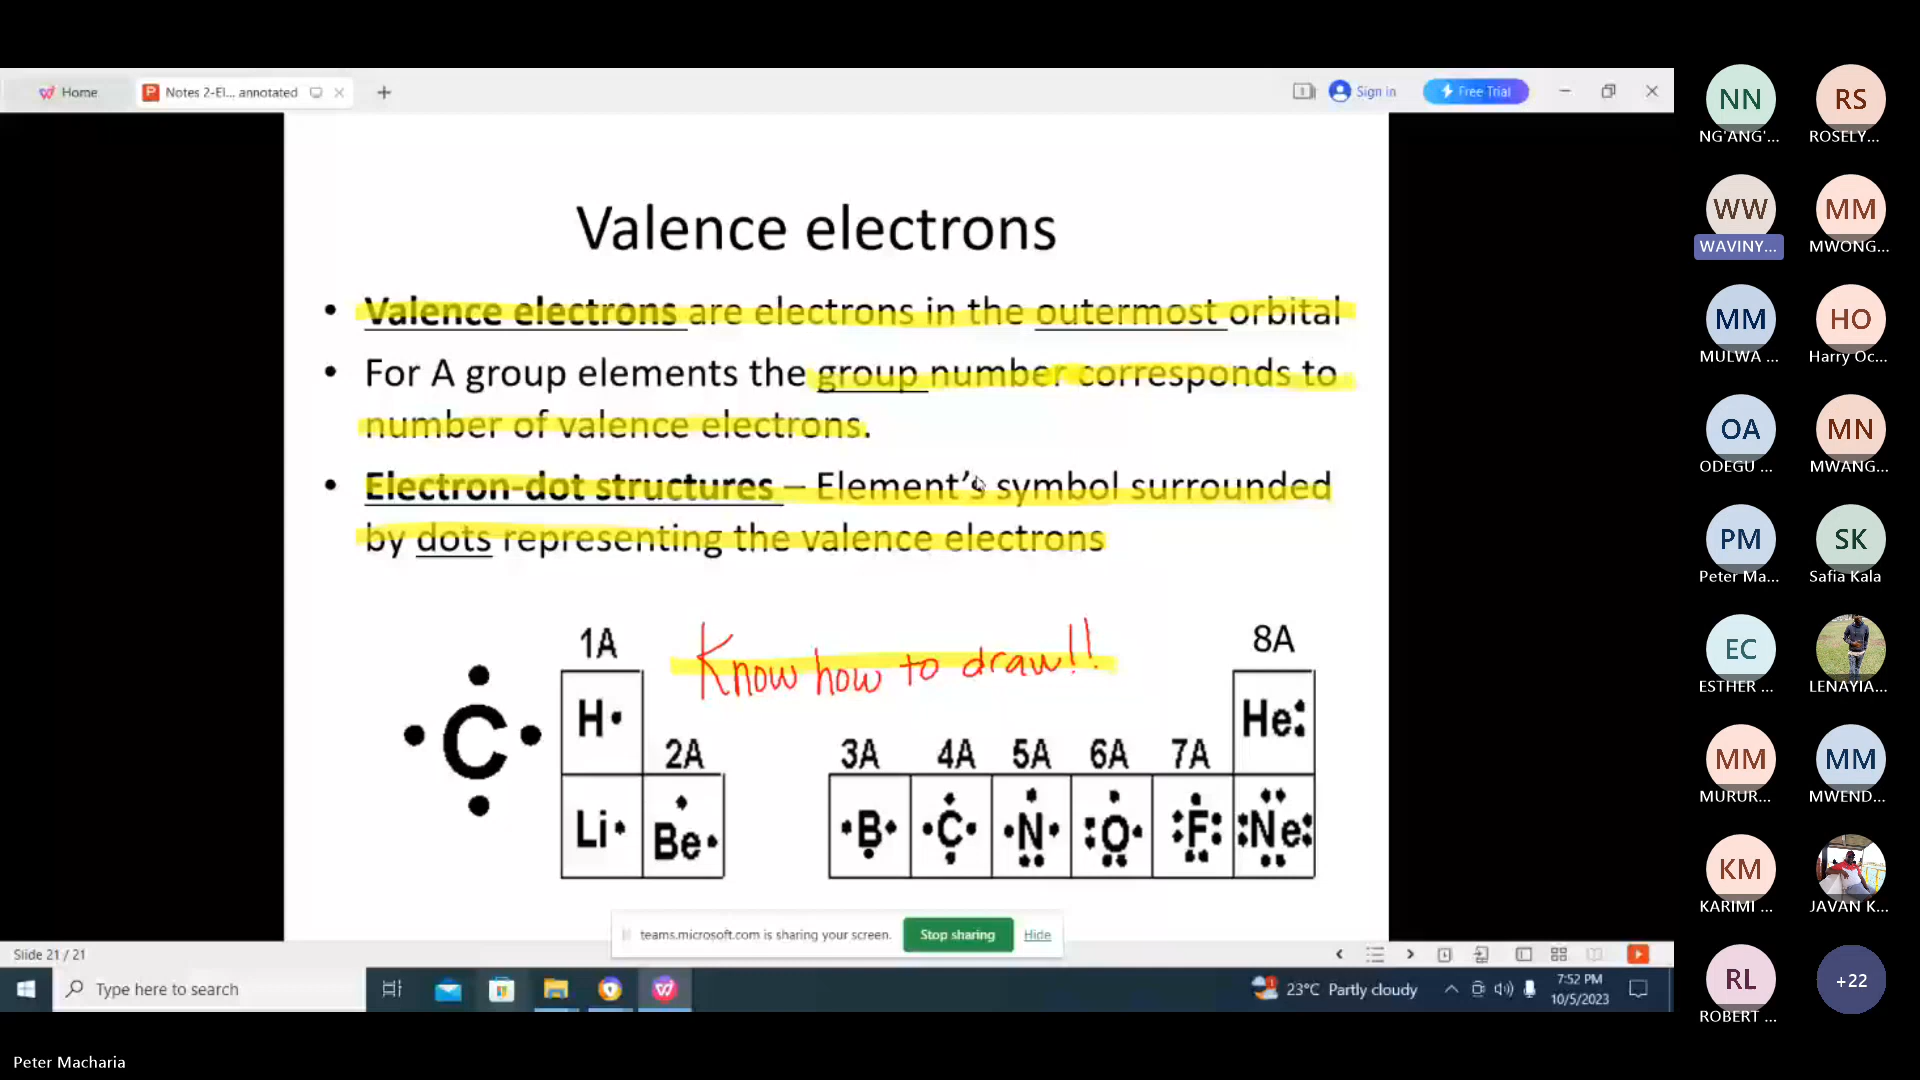 Home
Notes 2-El... annotated
Sign in
Free Trial
Valence electrons
• Valence electrons are electrons in the outermost orbital
• For A group elements the group number corresponds to
number of valence electrons.
• Electron-dot structures – Element's symbol surrounded
by dots representing the valence electrons
Know how to draw!!
1A
8A
C
H
He
2A
3A 4A 5A 6A 7A
Li Be B C N O F Ne
teams.microsoft.com is sharing your screen.
Stop sharing
Hide
Slide 21 / 21
Type here to search
23°C Partly cloudy
7:52 PM
10/5/2023
NN RS
NG'ANG'... ROSELY...
WW MM
WAVINY... MWONG...
MM HO
MULWA ... Harry Oc...
OA MN
ODEGU ... MWANG...
PM SK
Peter Ma... Safia Kala
EC
ESTHER ... LENAYIA...
MM MM
MURUR... MWEND...
KM
KARIMI ... JAVAN K...
RL +22
ROBERT ...
Peter Macharia